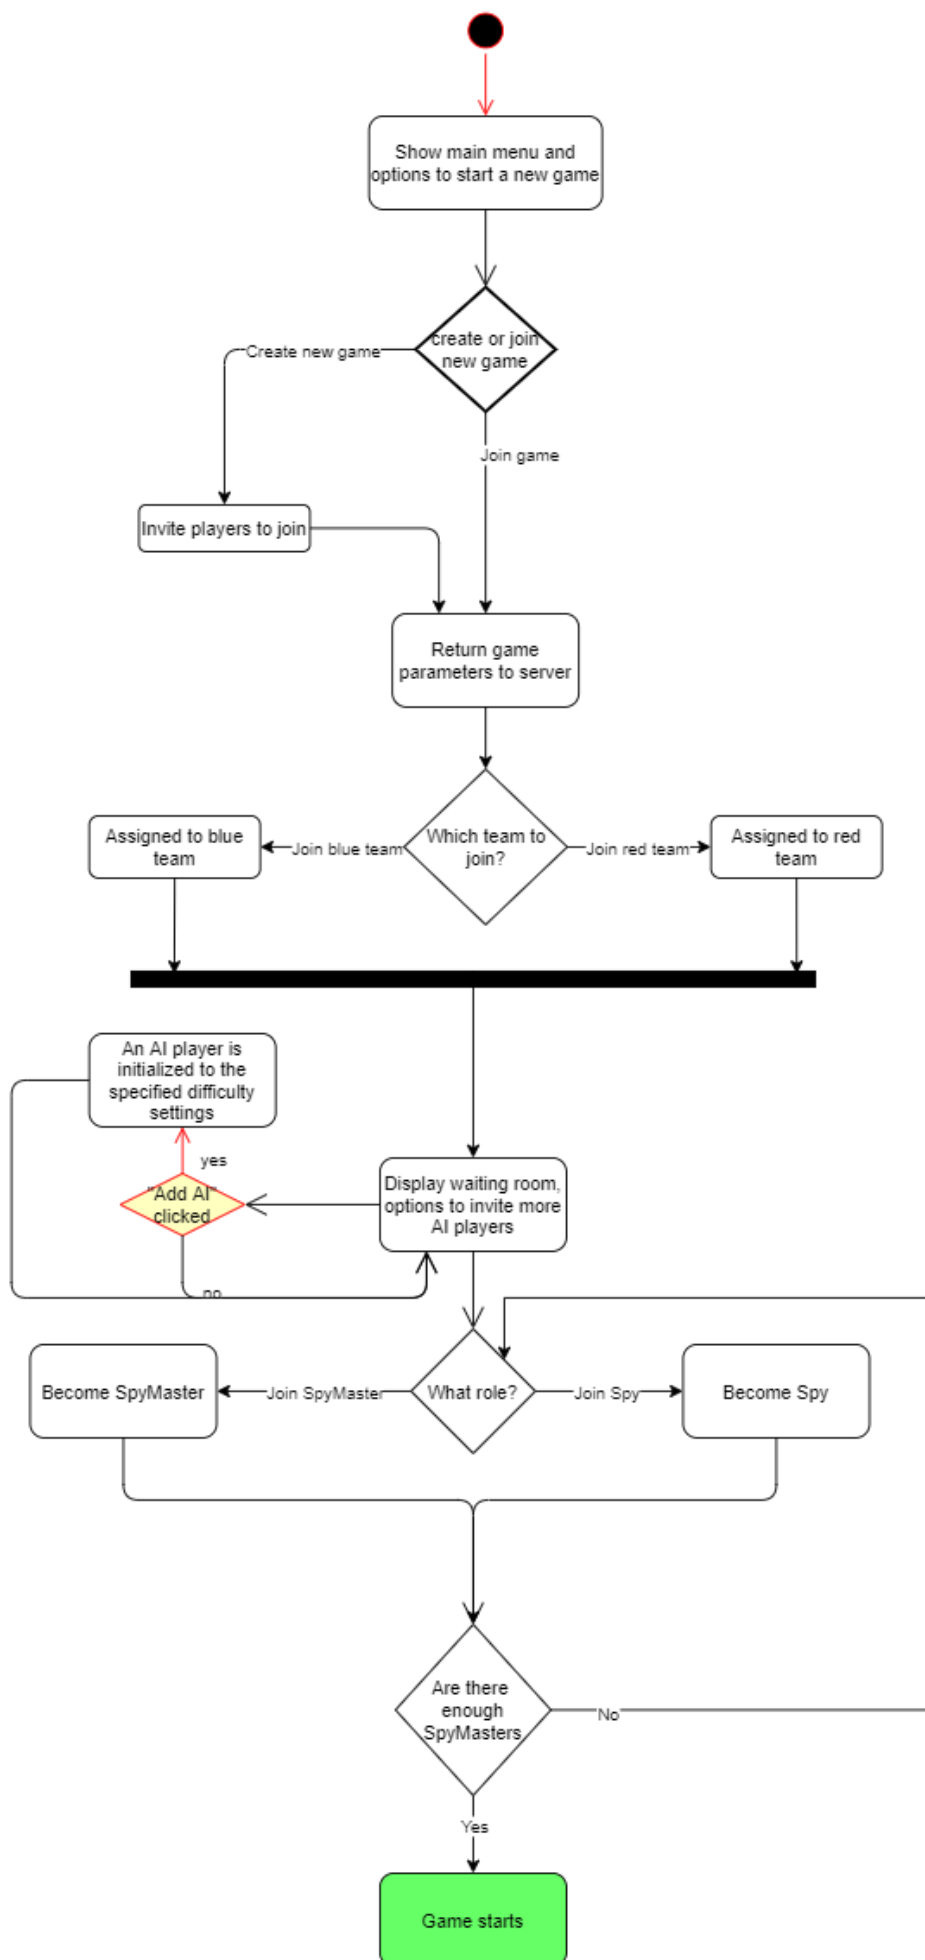 Show main menu and
options to start a new game
create or join
new game
Create new game
Join game
Invite players to join
Return game
parameters to server
Assigned to blue
team
Join blue team
Which team to
join?
Join red team
Assigned to red
team
An AI player is
initialized to the
specified difficulty
settings
yes
"Add AI"
clicked
no
Display waiting room,
options to invite more
AI players
Become SpyMaster
Join SpyMaster
What role?
Join Spy
Become Spy
Are there
enough
SpyMasters
No
Yes
Game starts